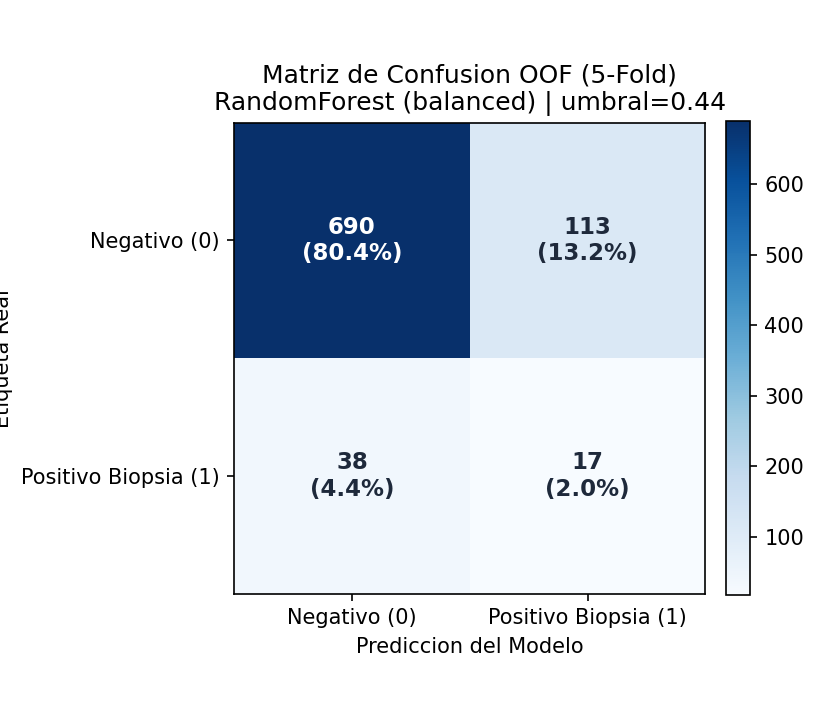 Matriz de Confusion OOF (5-Fold)
RandomForest (balanced) | umbral=0.44
Etiqueta Real
Negativo (0)
690
(80.4%)
113
(13.2%)
Positivo Biopsia (1)
38
(4.4%)
17
(2.0%)
Negativo (0)
Positivo Biopsia (1)
Prediccion del Modelo
600
500
400
300
200
100